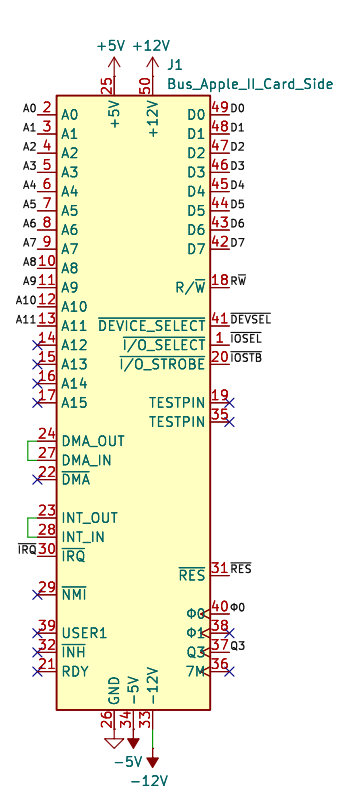 +5V +12V
J1
Bus_Apple_II_Card_Side
25 50
+5V +12V
A0 2 A0 D0 49 D0
A1 3 A1 D1 48 D1
A2 4 A2 D2 47 D2
A3 5 A3 D3 46 D3
A4 6 A4 D4 45 D4
A5 7 A5 D5 44 D5
A6 8 A6 D6 43 D6
A7 9 A7 D7 42 D7
A8 10 A8
A9 11 A9 R/W 18 RW
A10 12 A10
A11 13 A11 DEVICE_SELECT 41 DEVSEL
14 A12 I/O_SELECT 1 IOSEL
15 A13 I/O_STROBE 20 IOSTB
16 A14
17 A15 TESTPIN 19
TESTPIN 35
24 DMA_OUT
27 DMA_IN
22 DMA
23 INT_OUT
28 INT_IN
IRQ 30 IRQ
RES 31 RES
29 NMI
Φ0 40 Φ0
39 USER1 Φ1 38
32 INH Q3 37 Q3
21 RDY 7M 36
GND -5V -12V
26 34 33
-5V
-12V